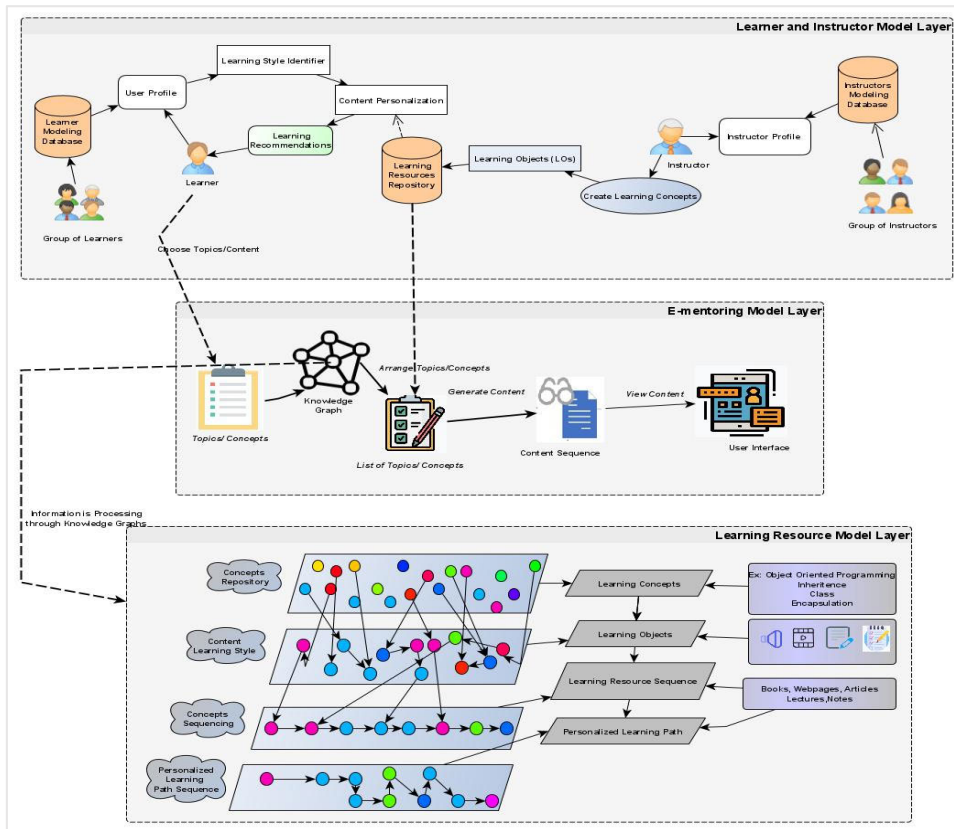 Learner and Instructor Model Layer
Learning Style Identifier
User Profile
Content Personalization
Learner
Modeling
Database
Learning
Recommendations
Learner
Group of Learners
Learning
Resources
Repository
Learning Objects (LOs)
Instructor
Create Learning Concepts
Instructor Profile
Instructors
Modeling
Database
Group of Instructors
Choose Topics/Content
E-mentoring Model Layer
Topics/ Concepts
Knowledge
Graph
Arrange Topics/Concepts
List of Topics/ Concepts
Generate Content
Content Sequence
View Content
User Interface
Information is Processing
through Knowledge Graphs
Learning Resource Model Layer
Concepts
Repository
Content
Learning Style
Concepts
Sequencing
Personalized
Learning
Path Sequence
Learning Concepts
Learning Objects
Learning Resource Sequence
Personalized Learning Path
Ex: Object Oriented Programming
Inheritence
Class
Encapsulation
Books, Webpages, Articles
Lectures,Notes